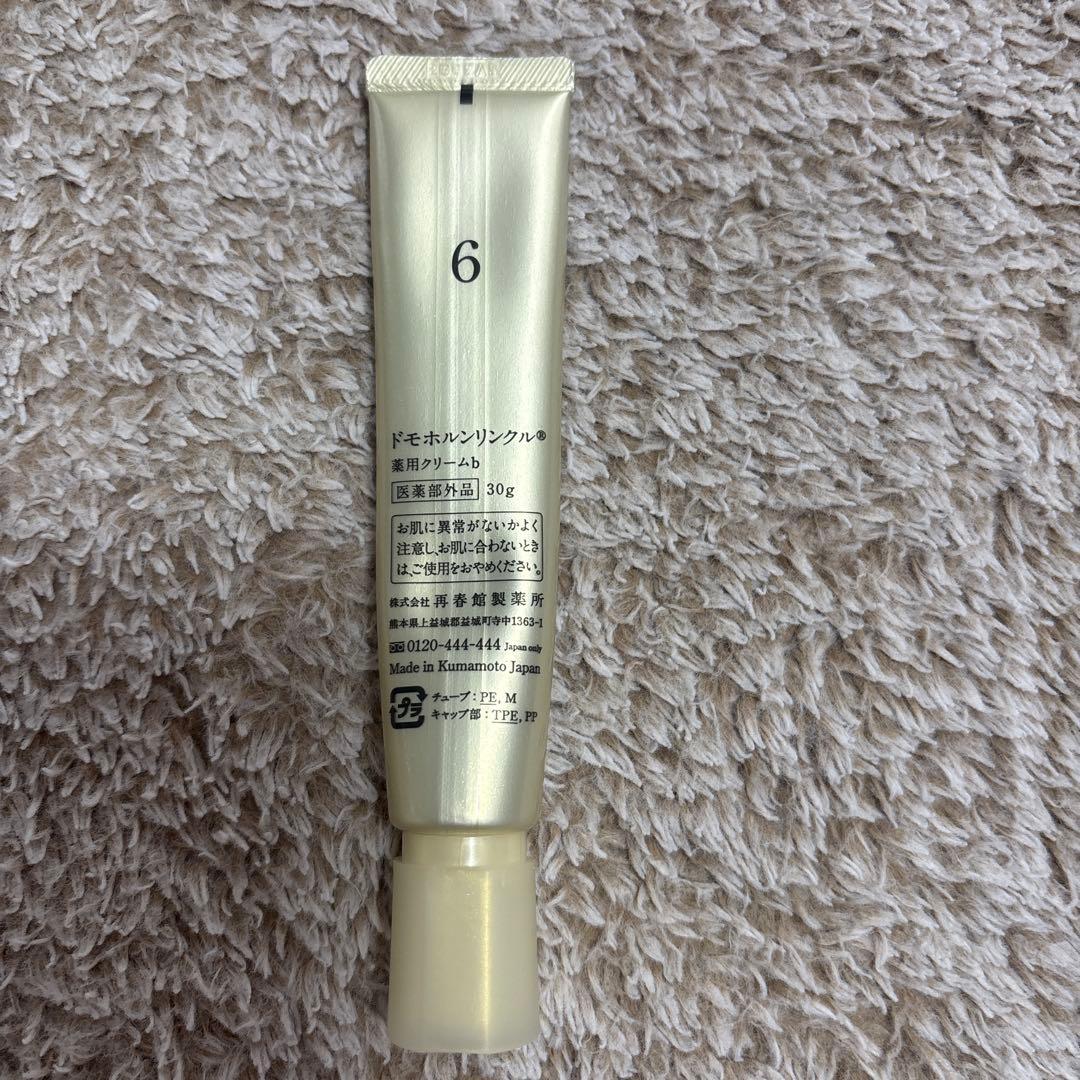 6
ドモホルンリンクル®
薬用クリームb
医薬部外品 30g
お肌に異常がないかよく
注意し、お肌に合わないとき
は、ご使用をおやめください。
株式会社 再春館製薬所
熊本県上益城郡益城町寺中1363-1
0120-444-444 Japan only
Made in Kumamoto Japan
プラ
チューブ : PE, M
キャップ部 : TPE, PP